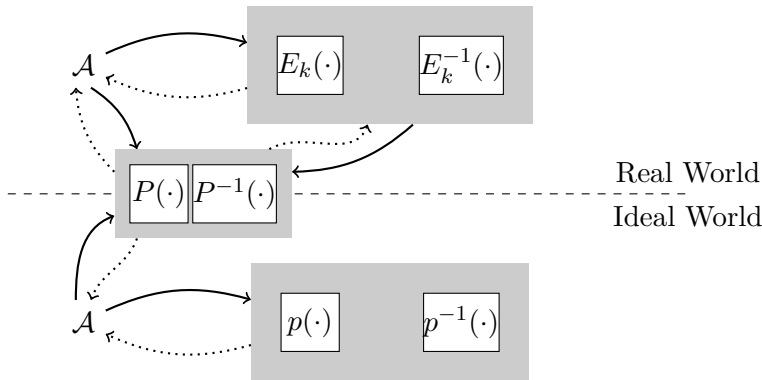 𝒜 E_k(·) E_k^{-1}(·)
P(·) P^{-1}(·) Real World
Ideal World
𝒜 p(·) p^{-1}(·)